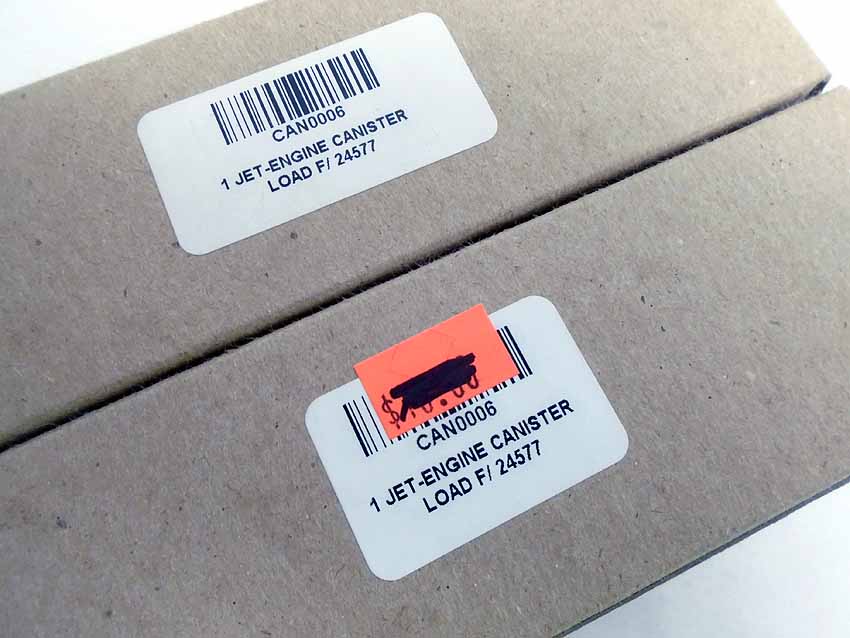 CAN0006
1 JET-ENGINE CANISTER
LOAD F/ 24577
CAN0006
1 JET-ENGINE CANISTER
LOAD F/ 24577